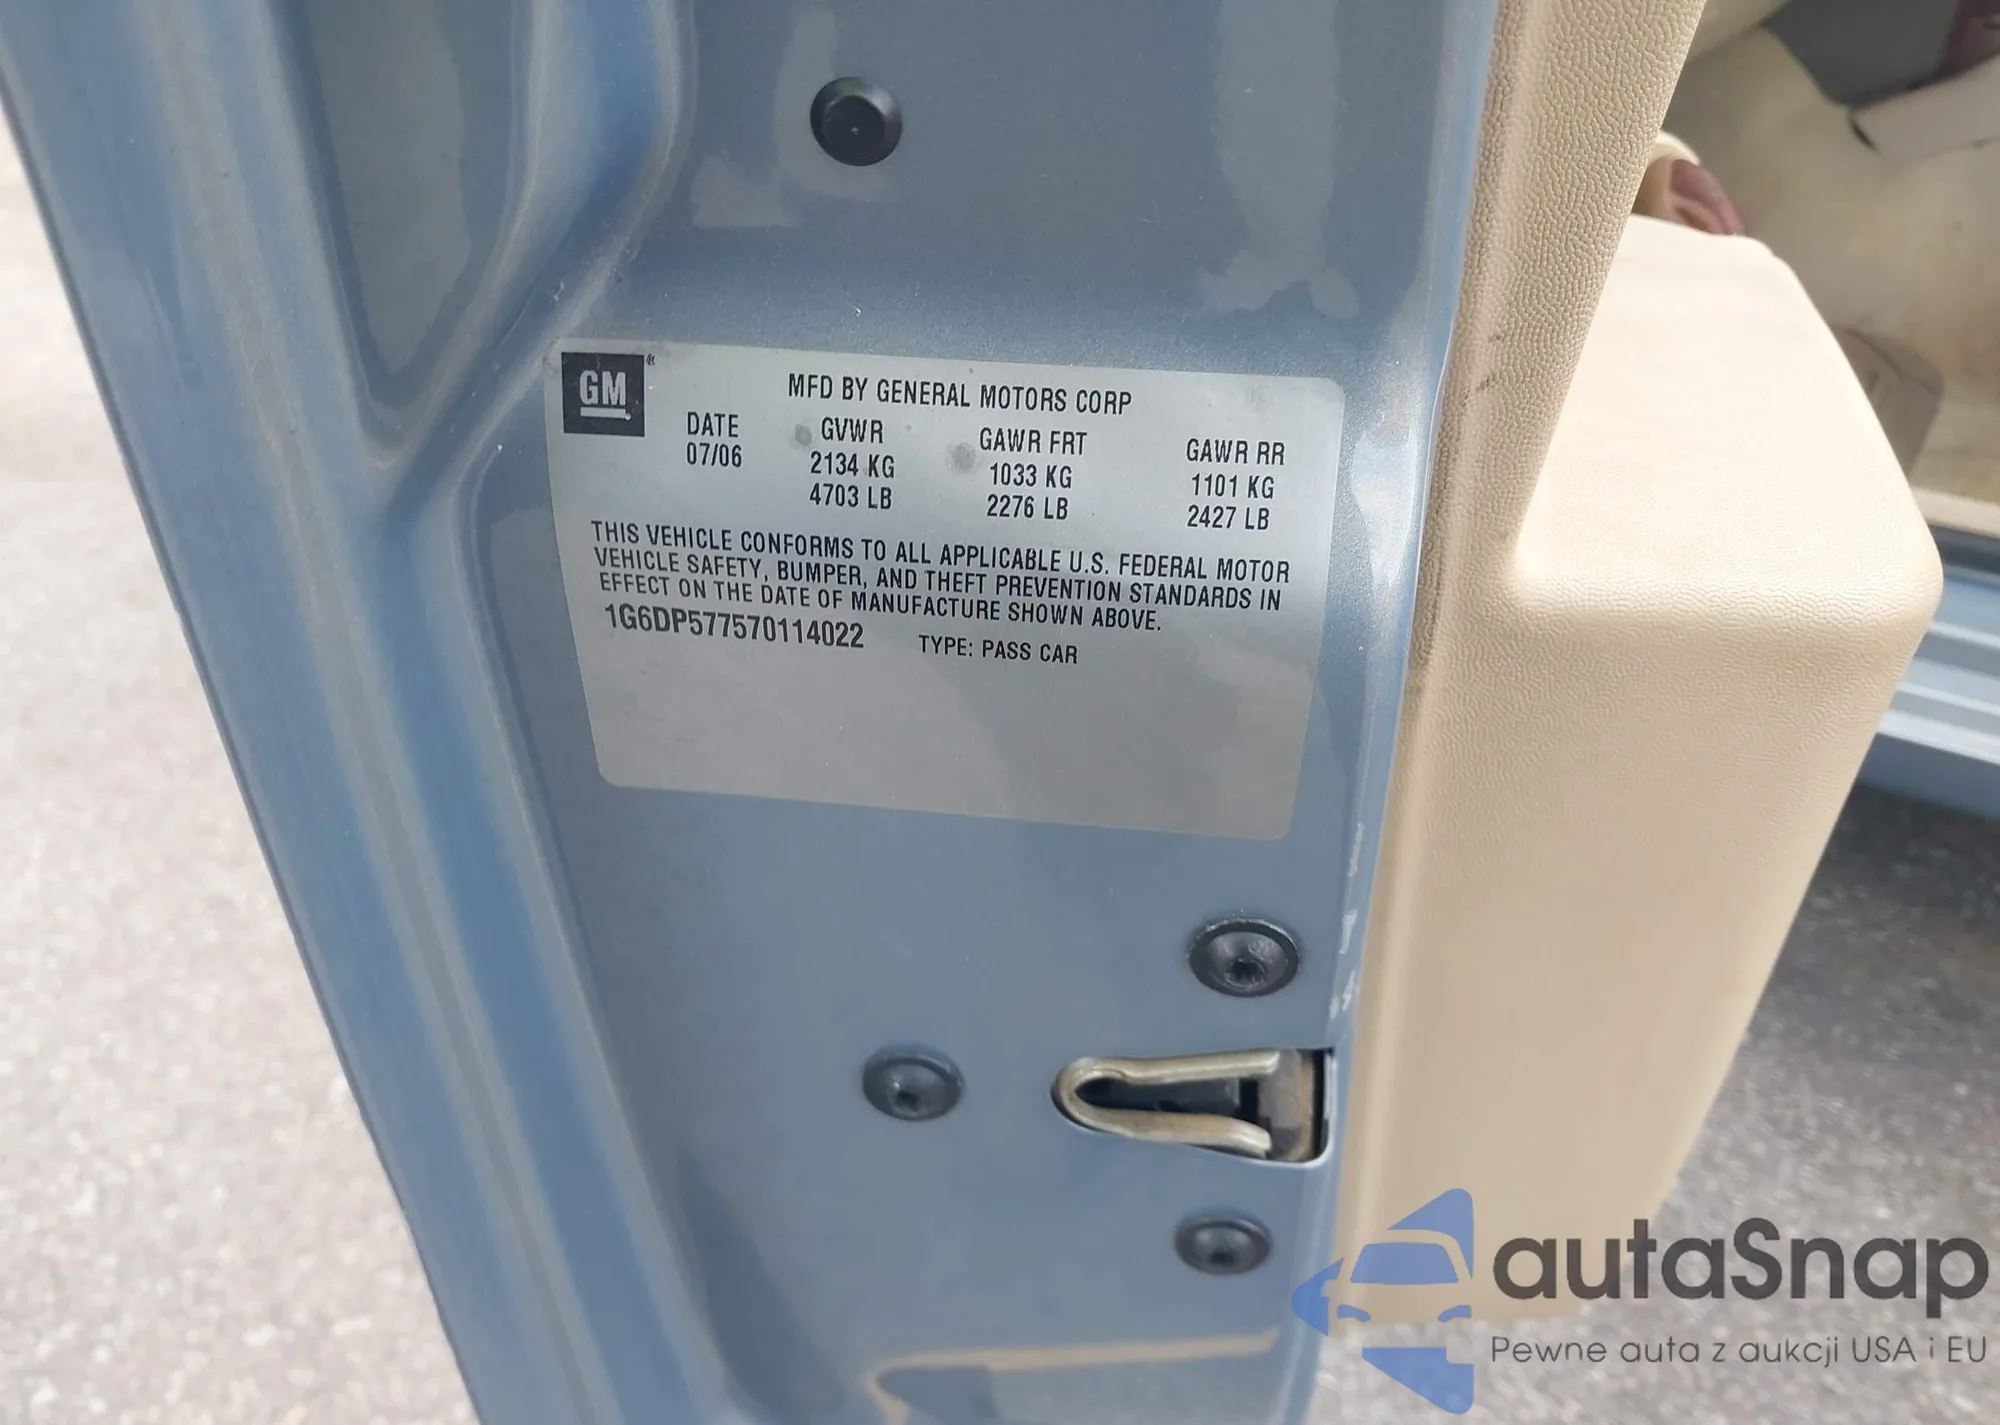 GM
MFD BY GENERAL MOTORS CORP
DATE GVWR GAWR FRT GAWR RR
07/06 2134 KG 1033 KG 1101 KG
4703 LB 2276 LB 2427 LB
THIS VEHICLE CONFORMS TO ALL APPLICABLE U.S. FEDERAL MOTOR
VEHICLE SAFETY, BUMPER, AND THEFT PREVENTION STANDARDS IN
EFFECT ON THE DATE OF MANUFACTURE SHOWN ABOVE.
1G6DP577570114022 TYPE: PASS CAR
autaSnap
Pewne auta z aukcji USA i EU